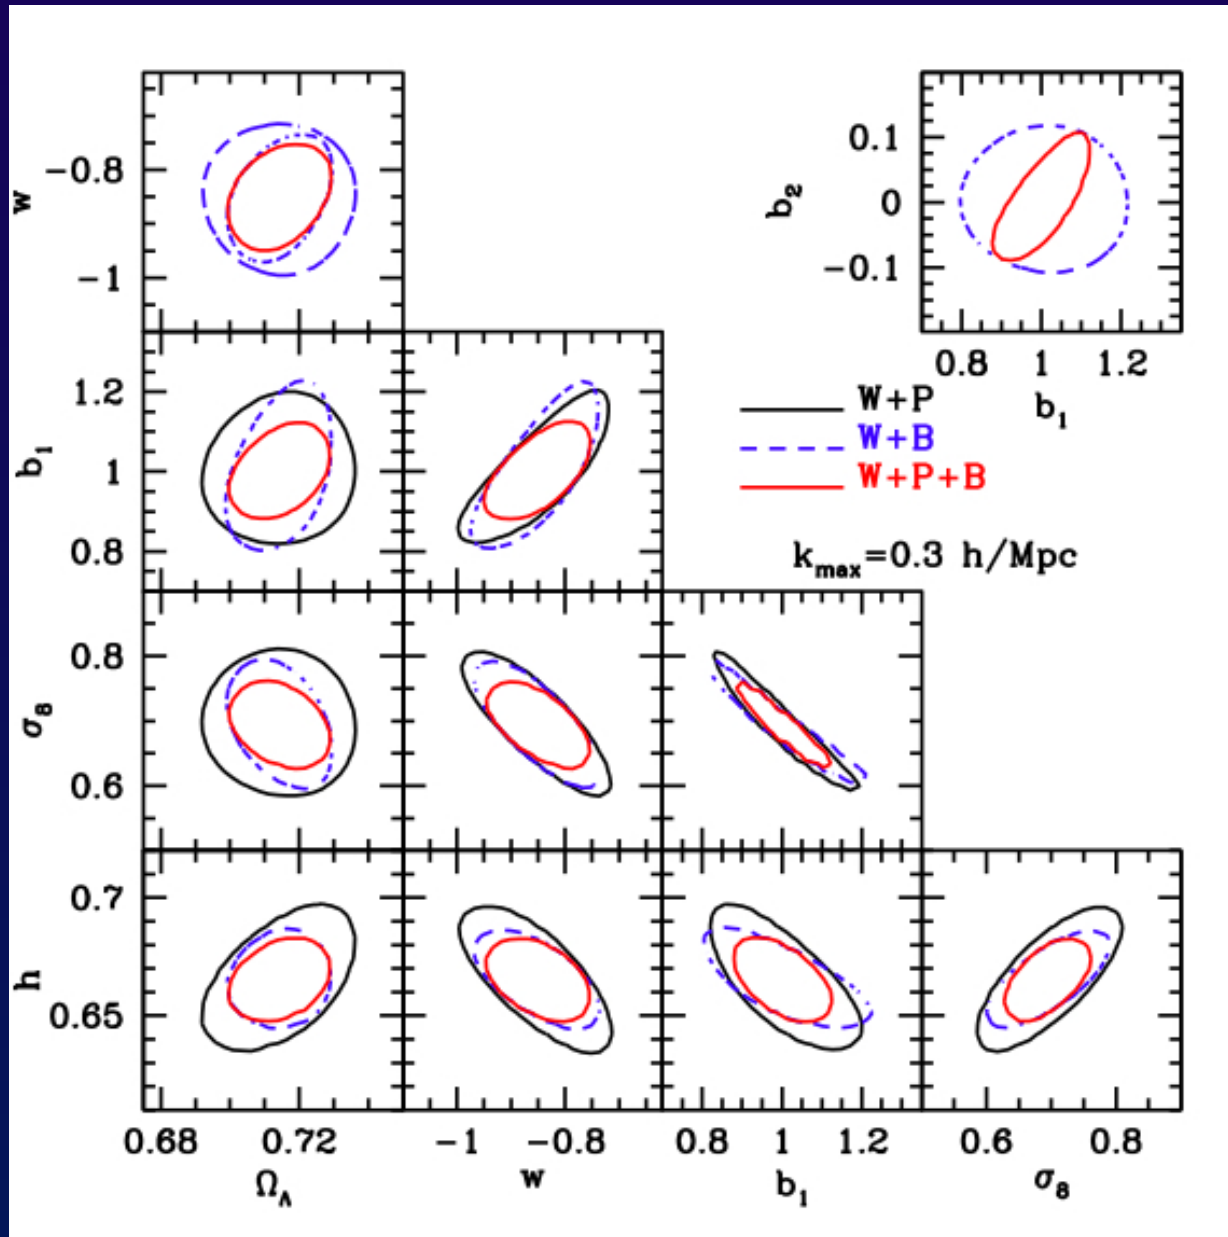 w
-0.8
-1
b₂
0.1
0
-0.1
0.8 1 1.2
b₁
W+P
W+B
W+P+B
k_max=0.3 h/Mpc
b₁
1.2
1
0.8
σ₈
0.8
0.6
h
0.7
0.65
0.68 0.72 -1 -0.8 0.8 1 1.2 0.6 0.8
Ω_Λ w b₁ σ₈